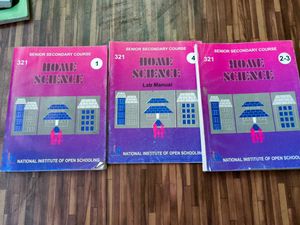 SENIOR SECONDARY COURSE
321
1
HOME
SCIENCE
NATIONAL INSTITUTE OF OPEN SCHOOLING
SENIOR SECONDARY COURSE
321
4
HOME
SCIENCE
Lab Manual
NATIONAL INSTITUTE OF OPEN SCHOOLING
SENIOR SECONDARY COURSE
321
2-3
HOME
SCIENCE
NATIONAL INSTITUTE OF OPEN SCHOOLING